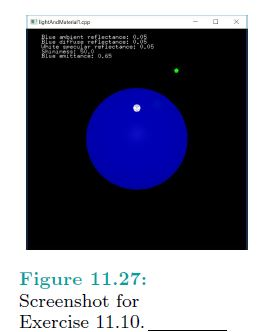 lightAndMaterial1.cpp
Blue ambient reflectance: 0.05
Blue diffuse reflectance: 0.05
White specular reflectance: 0.05
Shininess: 50.0
Blue emittance: 0.65
Figure 11.27:
Screenshot for
Exercise 11.10.